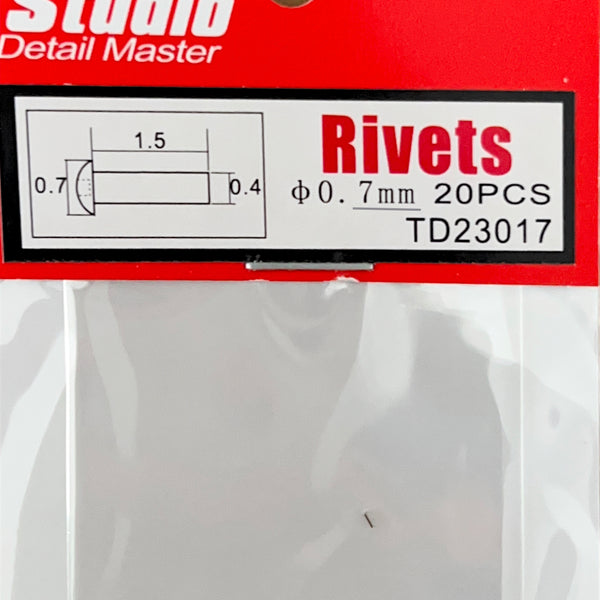 Studio
Detail Master
1.5
0.7
0.4
Rivets
φ0.7mm 20PCS
TD23017